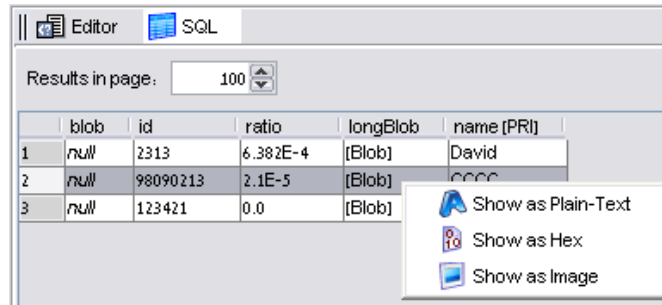 Editor SQL
Results in page: 100
blob id ratio longBlob name [PRI]
1 null 2313 6.382E-4 [Blob] David
2 null 98090213 2.1E-5 [Blob] CCCC
3 null 123421 0.0 [Blob]
Show as Plain-Text
Show as Hex
Show as Image